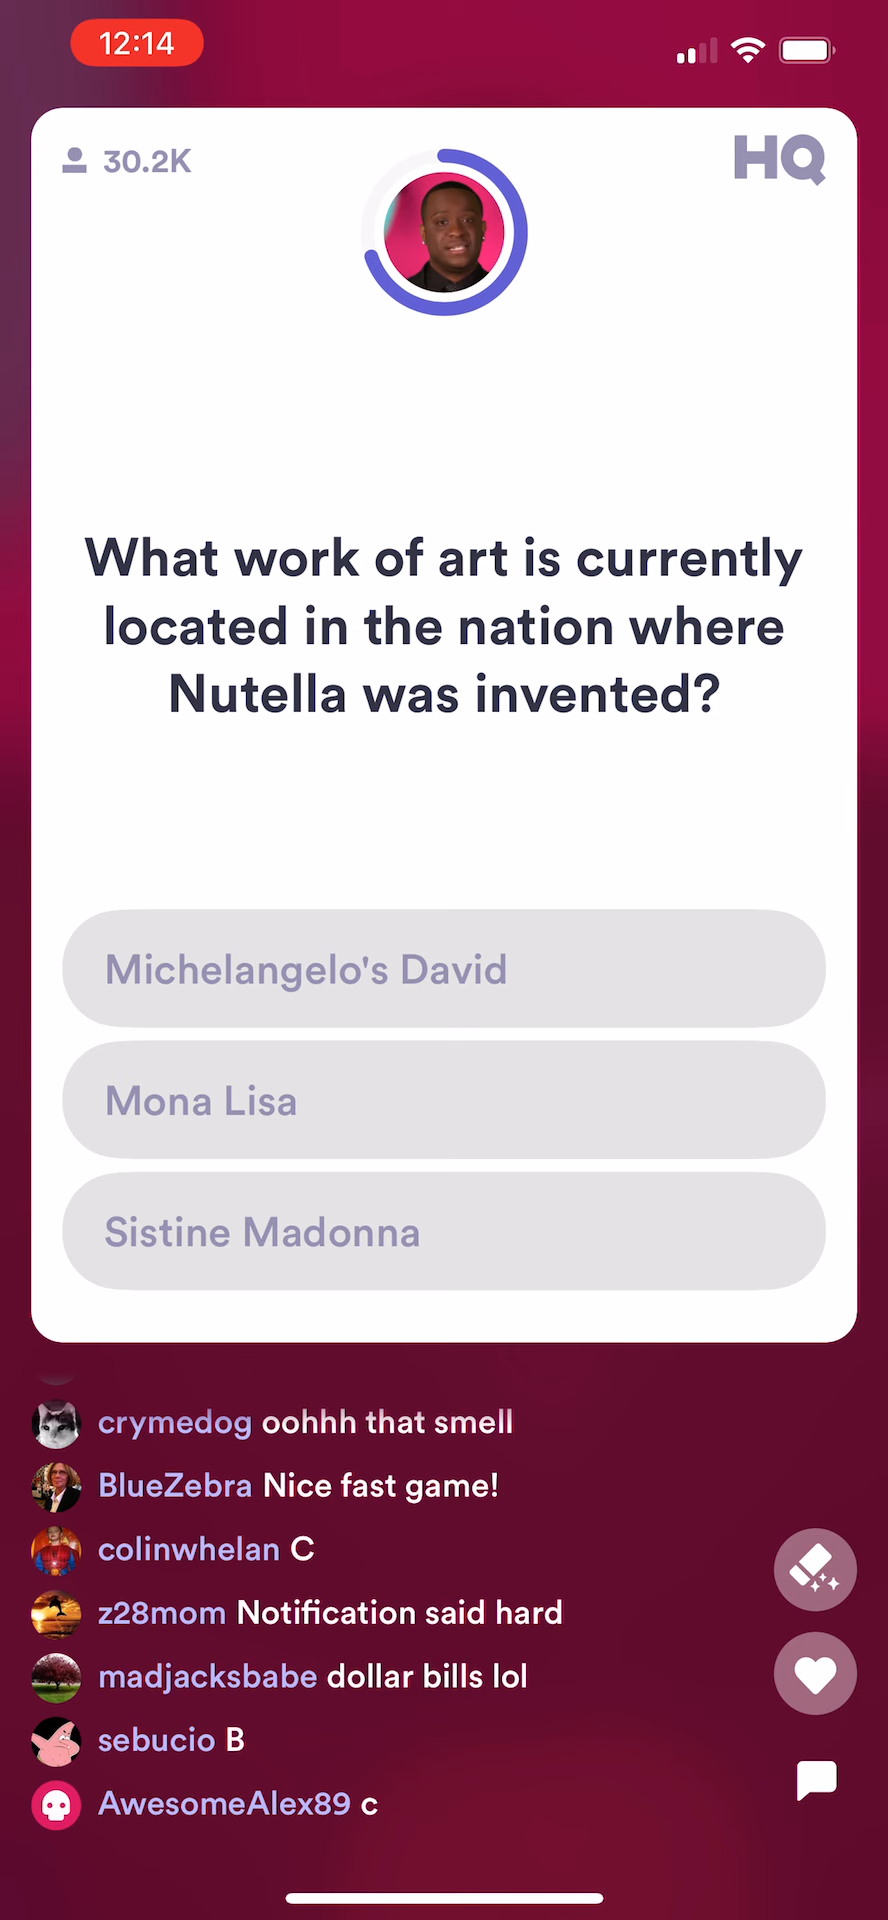 12:14
30.2K
HQ
What work of art is currently
located in the nation where
Nutella was invented?
Michelangelo's David
Mona Lisa
Sistine Madonna
crymedog oohhh that smell
BlueZebra Nice fast game!
colinwhelan C
z28mom Notification said hard
madjacksbabe dollar bills lol
sebucio B
AwesomeAlex89 c